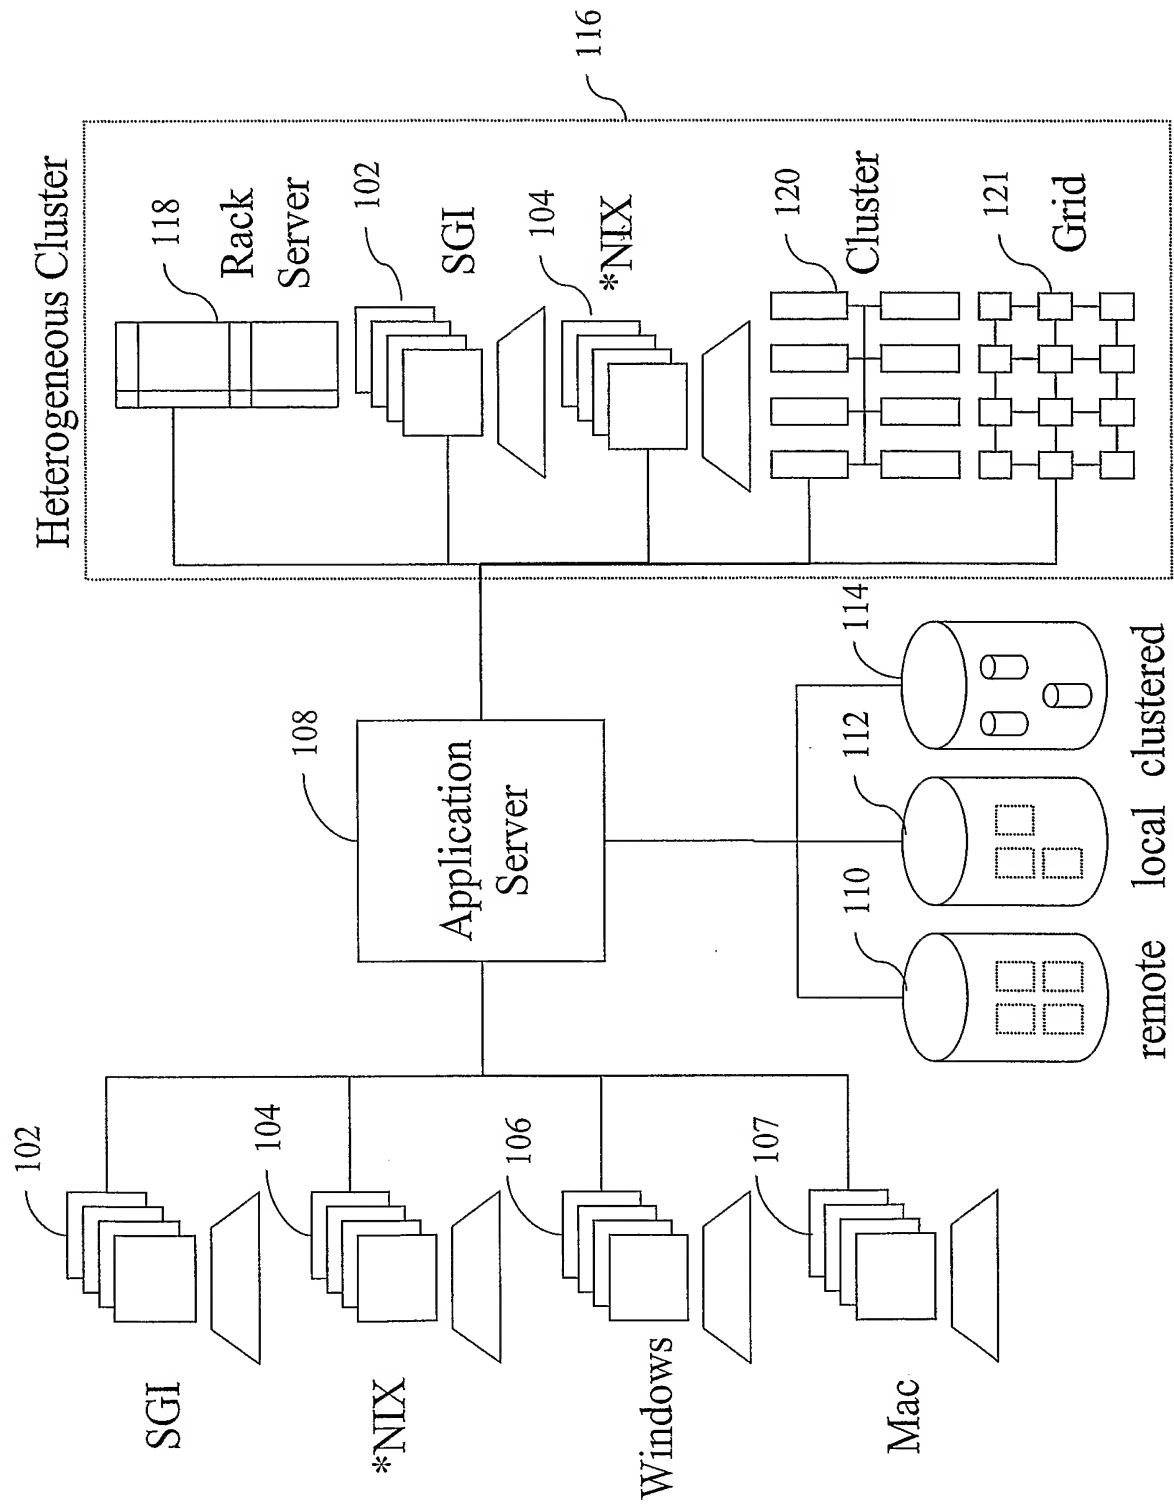 Heterogeneous Cluster
116
118
Rack
Server
102
SGI
104
*NIX
120
Cluster
121
Grid
108
Application
Server
102
SGI
104
*NIX
106
Windows
107
Mac
110
remote
112
local
114
clustered